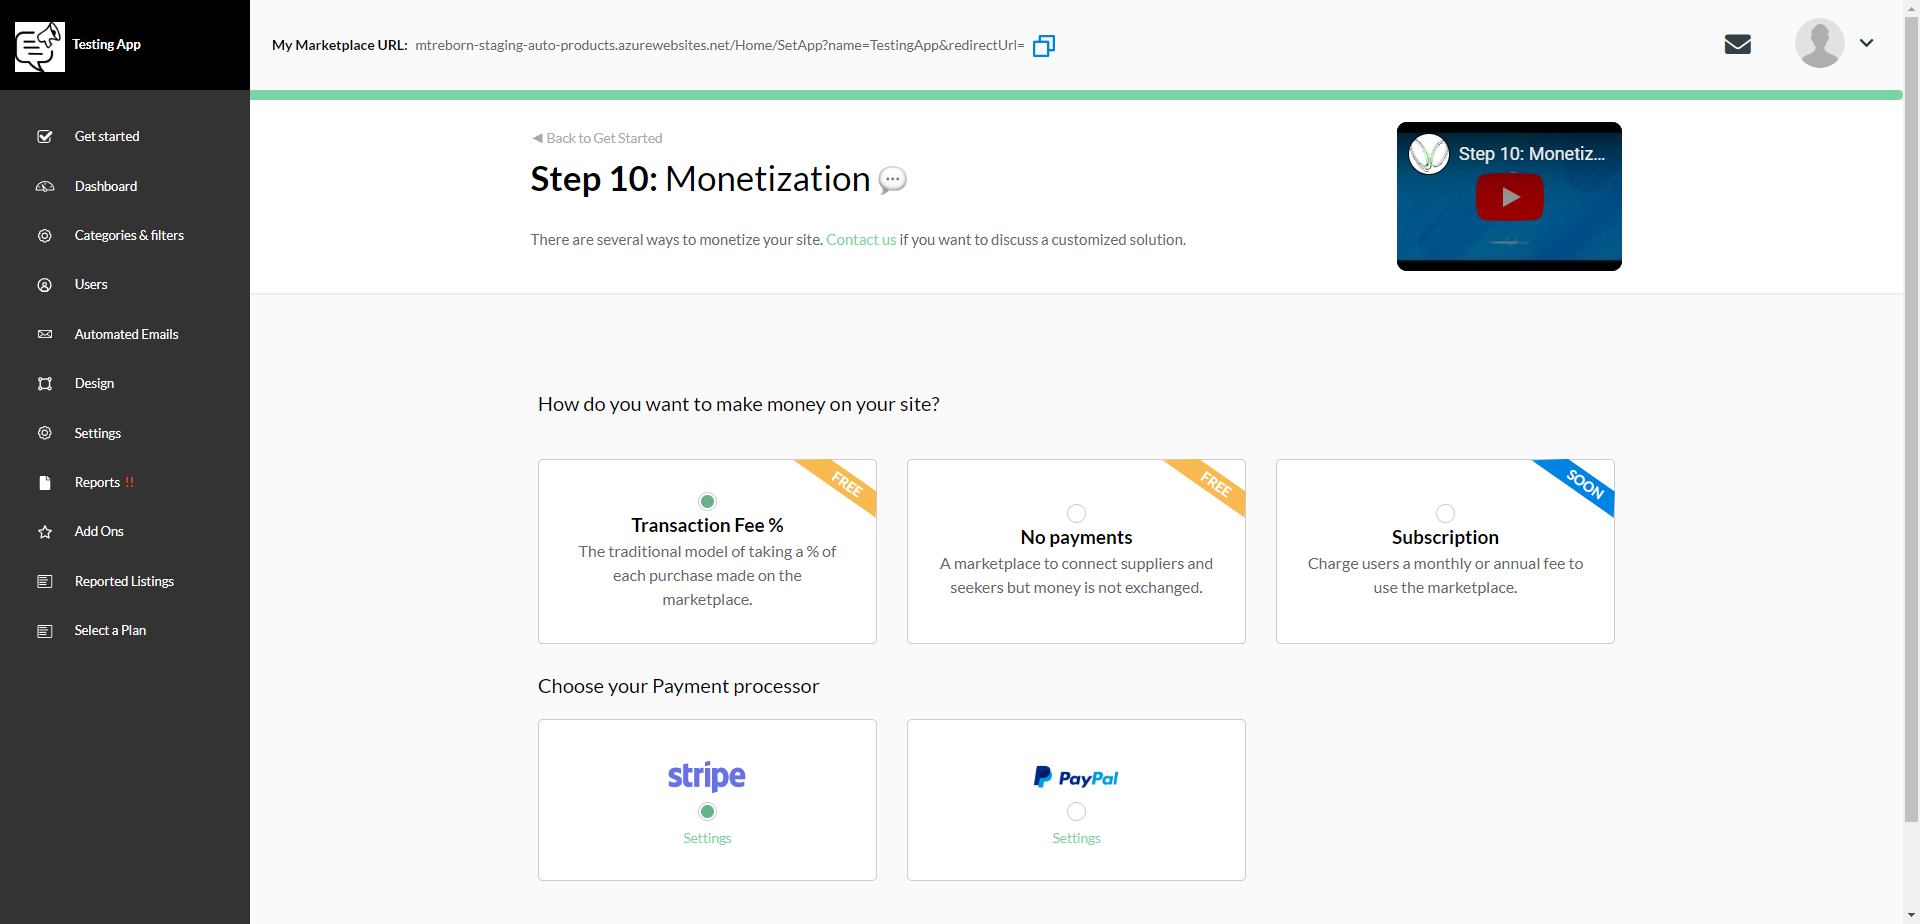 Testing App
My Marketplace URL: mtreborn-staging-auto-products.azurewebsites.net/Home/SetApp?name=TestingApp&redirectUrl=
Get started
Dashboard
Categories & filters
Users
Automated Emails
Design
Settings
Reports !!
Add Ons
Reported Listings
Select a Plan
◀ Back to Get Started
Step 10: Monetization
There are several ways to monetize your site. Contact us if you want to discuss a customized solution.
Step 10: Monetiz...
How do you want to make money on your site?
FREE
Transaction Fee %
The traditional model of taking a % of
each purchase made on the
marketplace.
FREE
No payments
A marketplace to connect suppliers and
seekers but money is not exchanged.
SOON
Subscription
Charge users a monthly or annual fee to
use the marketplace.
Choose your Payment processor
stripe
Settings
PayPal
Settings